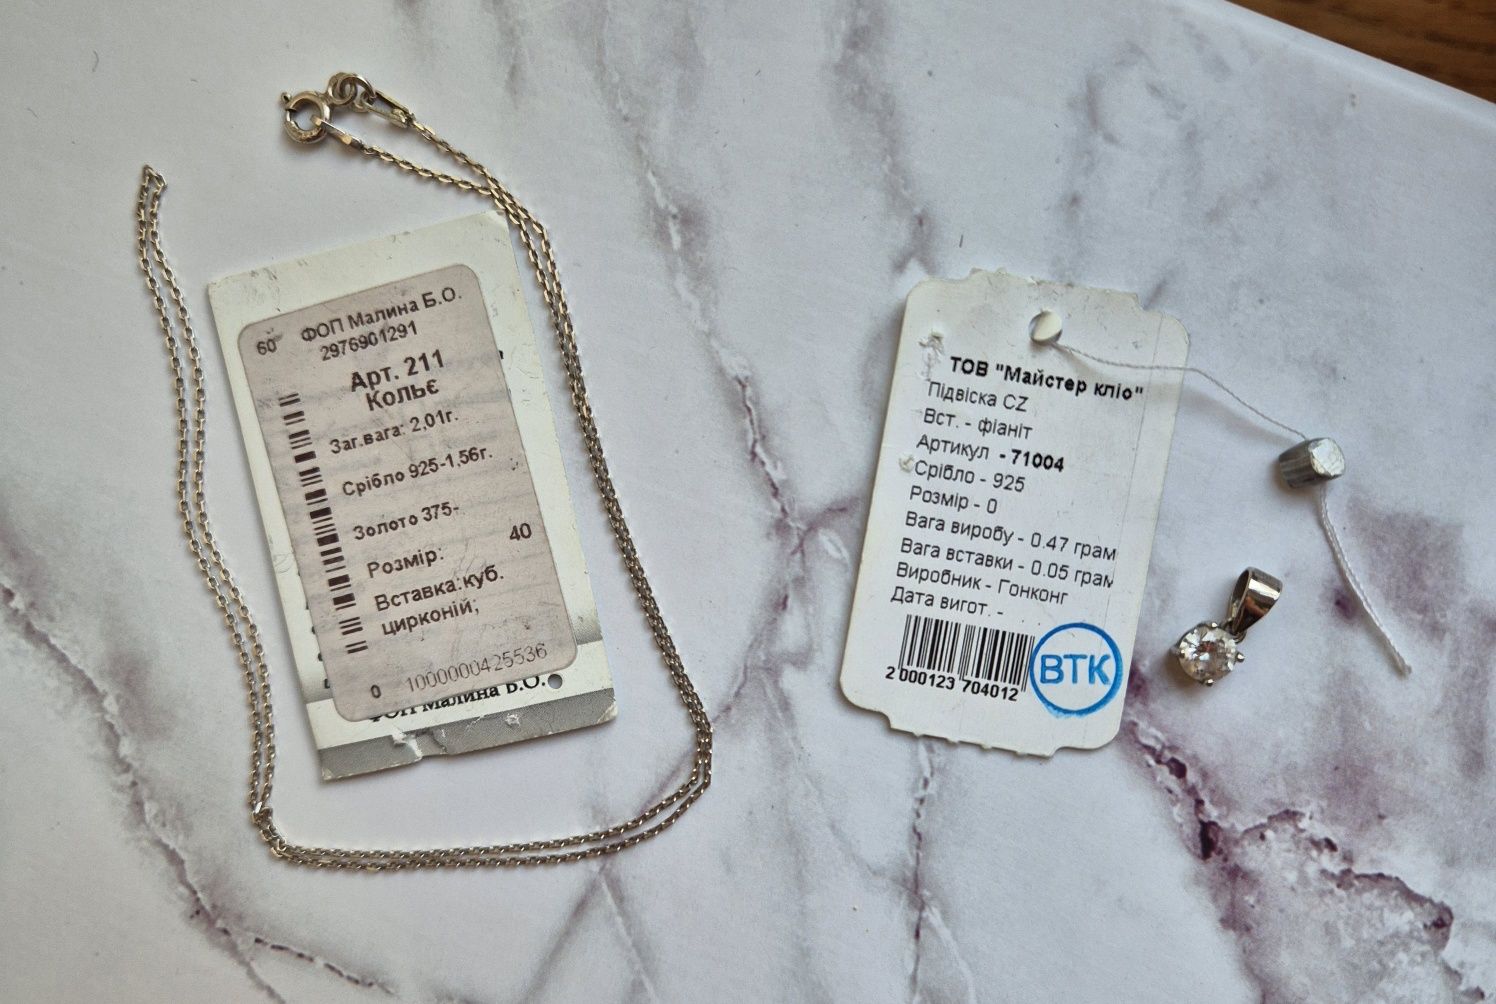 60 ФОП Малина Б.О.
2976901291
Арт. 211
Кольє
Заг.вага: 2,01г.
Срібло 925-1,56г.
Золото 375-
Розмір: 40
Вставка:куб.
цирконій;
0 1000000425536
ФОП Малина Б.О.
ТОВ "Майстер кліо"
Підвіска CZ
Вст. - фіаніт
Артикул - 71004
Срібло - 925
Розмір - 0
Вага виробу - 0.47 грам
Вага вставки - 0.05 грам
Виробник - Гонконг
Дата вигот. -
2 000123 704012
ВТК